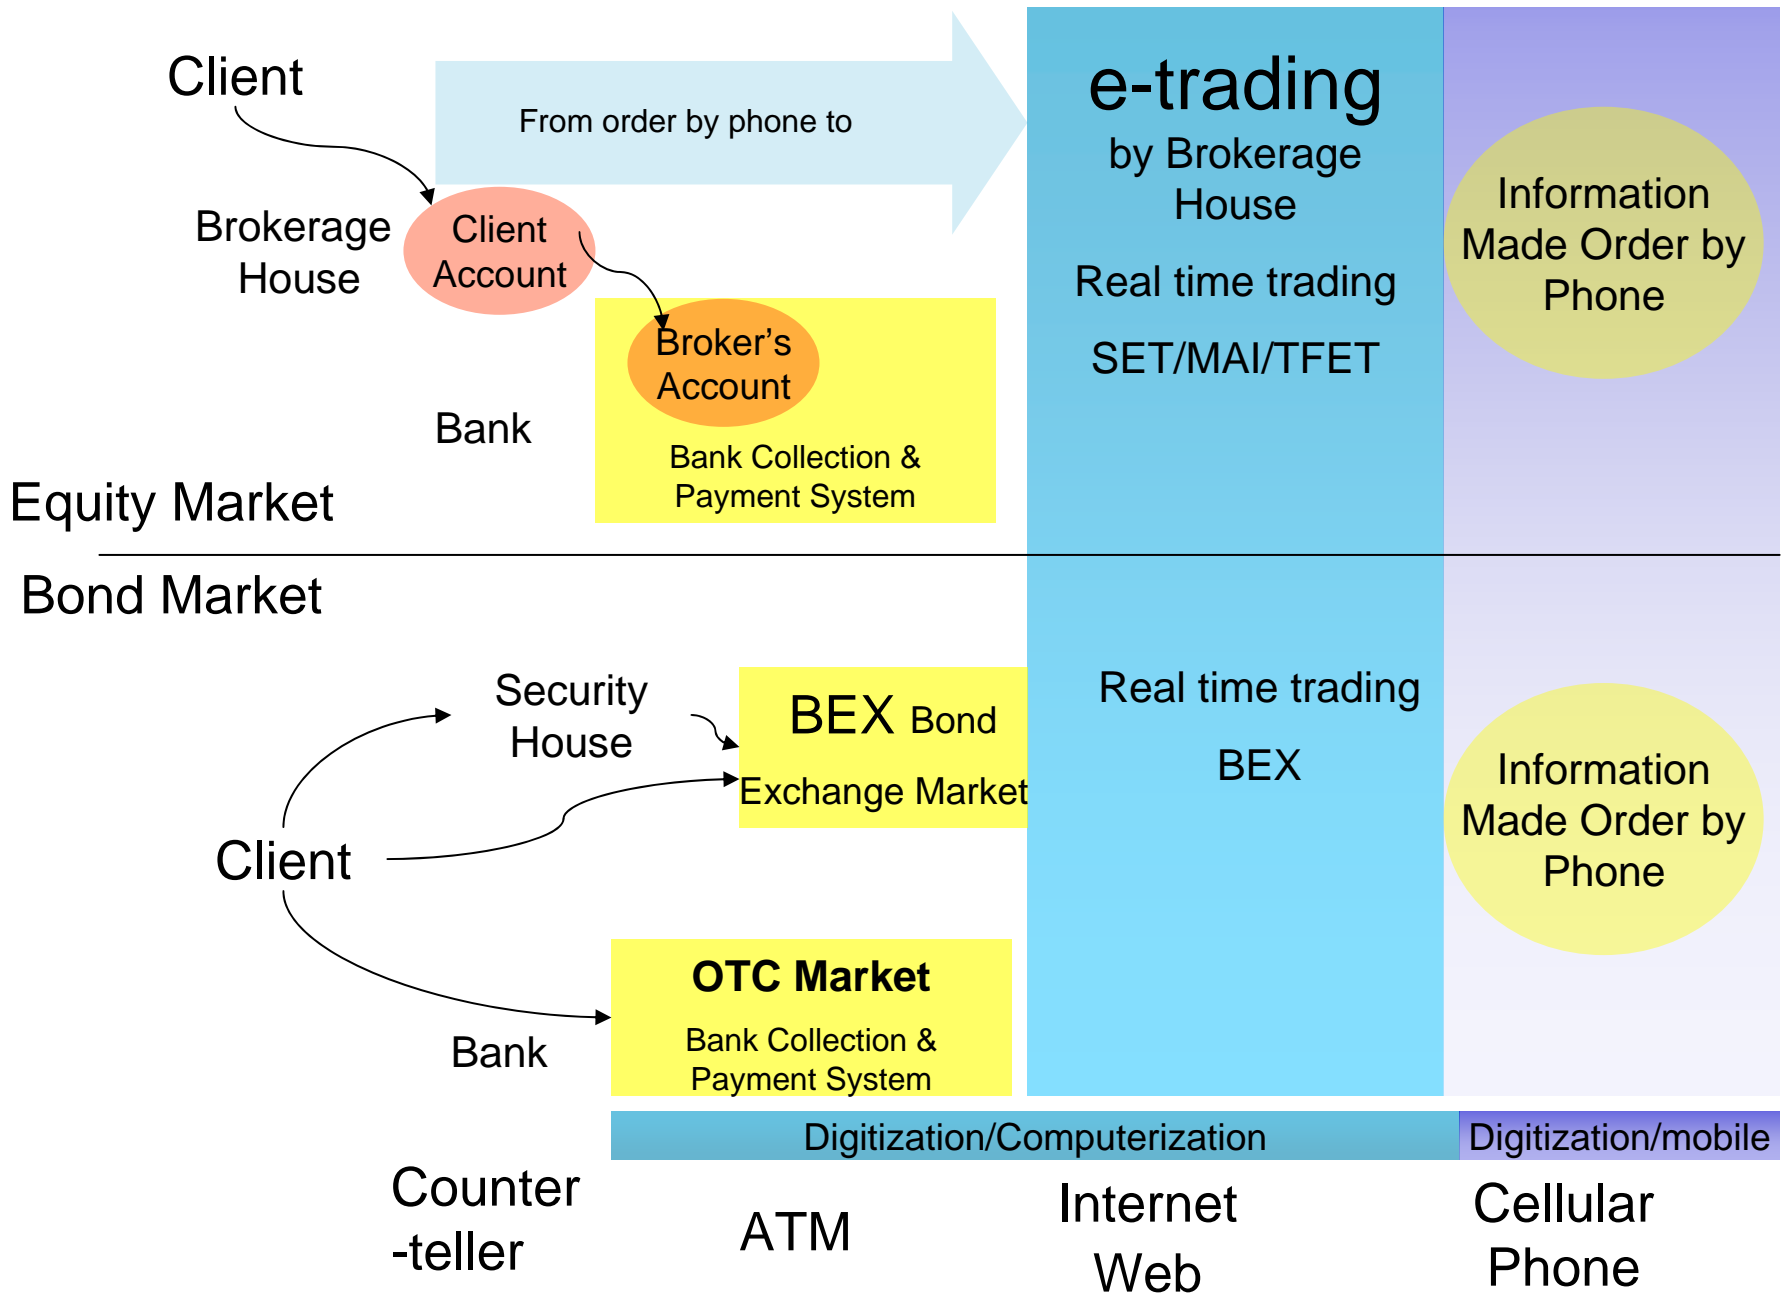 Client
From order by phone to
e-trading
by Brokerage
House
Real time trading
SET/MAI/TFET
Information
Made Order by
Phone
Brokerage
House
Client
Account
Broker's
Account
Bank
Bank Collection &
Payment System
Equity Market
Bond Market
Security
House
BEX Bond
Exchange Market
Real time trading
BEX
Information
Made Order by
Phone
Client
OTC Market
Bank Collection &
Payment System
Bank
Digitization/Computerization
Digitization/mobile
Counter
-teller
ATM
Internet
Web
Cellular
Phone